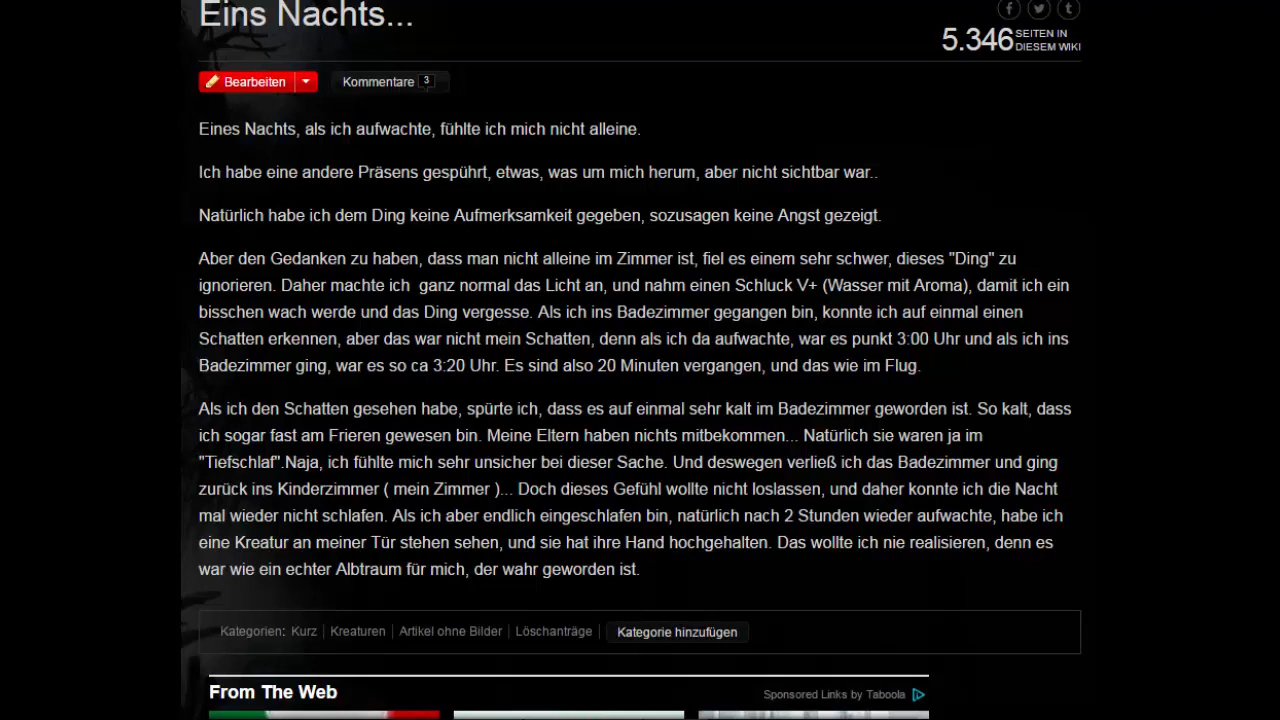 Eins Nachts...
5.346 SEITEN IN
DIESEM WIKI
Bearbeiten
Kommentare 3
Eines Nachts, als ich aufwachte, fühlte ich mich nicht alleine.
Ich habe eine andere Präsens gespührt, etwas, was um mich herum, aber nicht sichtbar war..
Natürlich habe ich dem Ding keine Aufmerksamkeit gegeben, sozusagen keine Angst gezeigt.
Aber den Gedanken zu haben, dass man nicht alleine im Zimmer ist, fiel es einem sehr schwer, dieses "Ding" zu
ignorieren. Daher machte ich  ganz normal das Licht an, und nahm einen Schluck V+ (Wasser mit Aroma), damit ich ein
bisschen wach werde und das Ding vergesse. Als ich ins Badezimmer gegangen bin, konnte ich auf einmal einen
Schatten erkennen, aber das war nicht mein Schatten, denn als ich da aufwachte, war es punkt 3:00 Uhr und als ich ins
Badezimmer ging, war es so ca 3:20 Uhr. Es sind also 20 Minuten vergangen, und das wie im Flug.
Als ich den Schatten gesehen habe, spürte ich, dass es auf einmal sehr kalt im Badezimmer geworden ist. So kalt, dass
ich sogar fast am Frieren gewesen bin. Meine Eltern haben nichts mitbekommen... Natürlich sie waren ja im
"Tiefschlaf".Naja, ich fühlte mich sehr unsicher bei dieser Sache. Und deswegen verließ ich das Badezimmer und ging
zurück ins Kinderzimmer ( mein Zimmer )... Doch dieses Gefühl wollte nicht loslassen, und daher konnte ich die Nacht
mal wieder nicht schlafen. Als ich aber endlich eingeschlafen bin, natürlich nach 2 Stunden wieder aufwachte, habe ich
eine Kreatur an meiner Tür stehen sehen, und sie hat ihre Hand hochgehalten. Das wollte ich nie realisieren, denn es
war wie ein echter Albtraum für mich, der wahr geworden ist.
Kategorien: Kurz | Kreaturen | Artikel ohne Bilder | Löschanträge | Kategorie hinzufügen
From The Web
Sponsored Links by Taboola